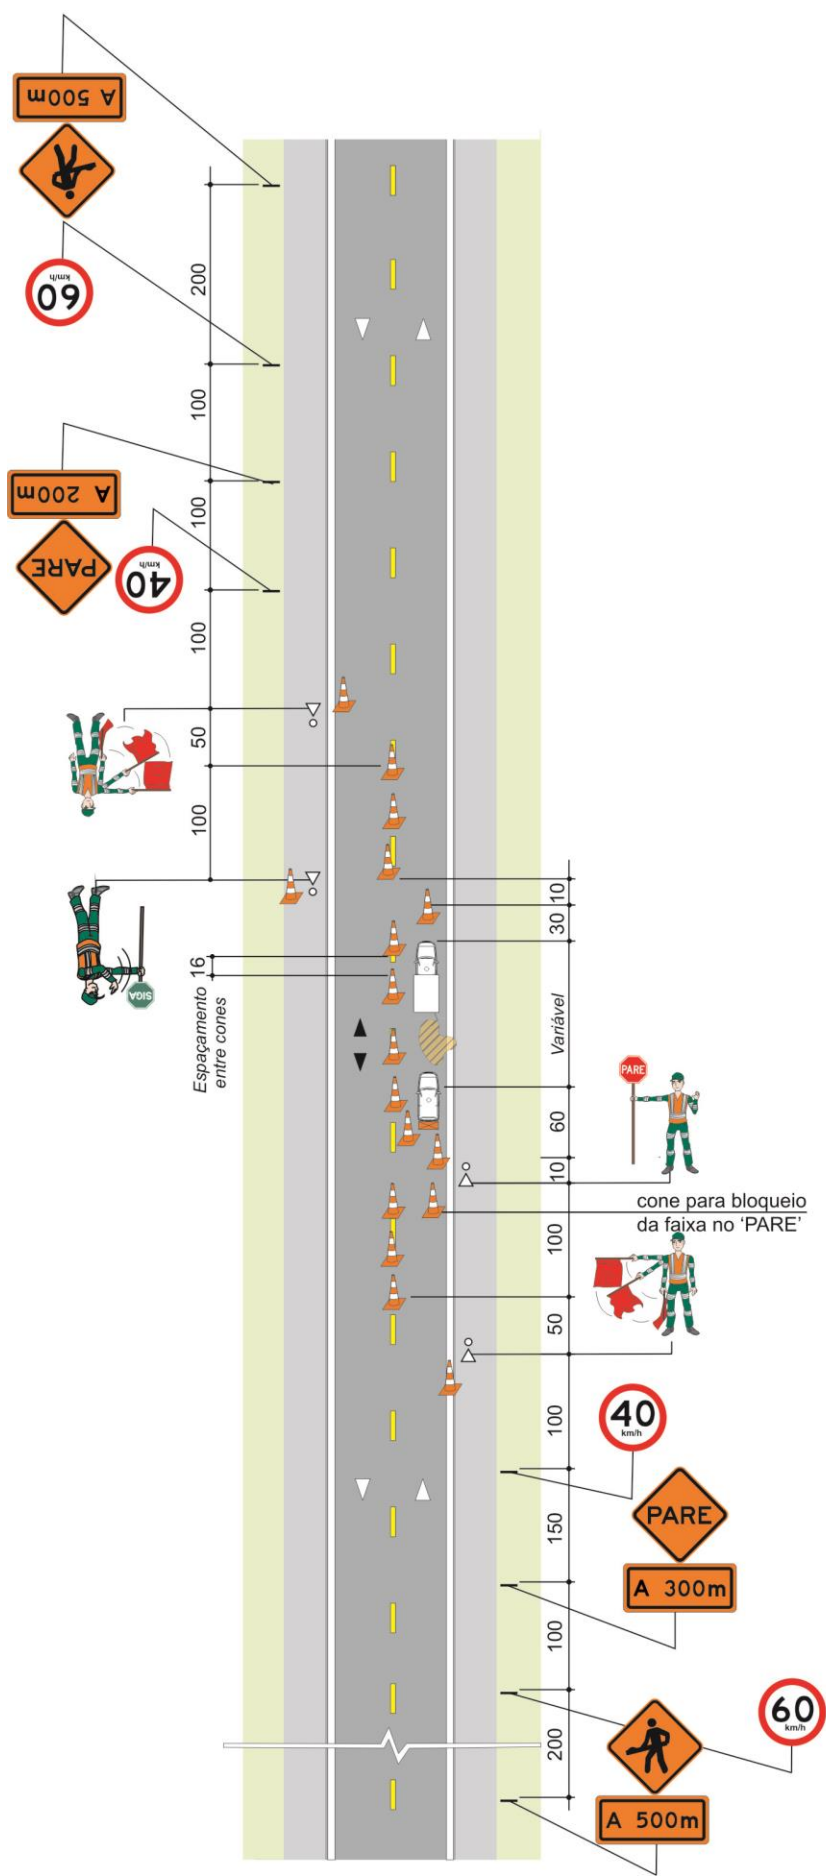 A 500m
60
km/h
200
100
A 200m
PARE
40
km/h
100
100
50
100
SIGA
16
Espaçamento
entre cones
10
30
Variável
60
10
PARE
cone para bloqueio
da faixa no ‘PARE’
100
50
100
40
km/h
PARE
A 300m
150
100
60
km/h
200
A 500m